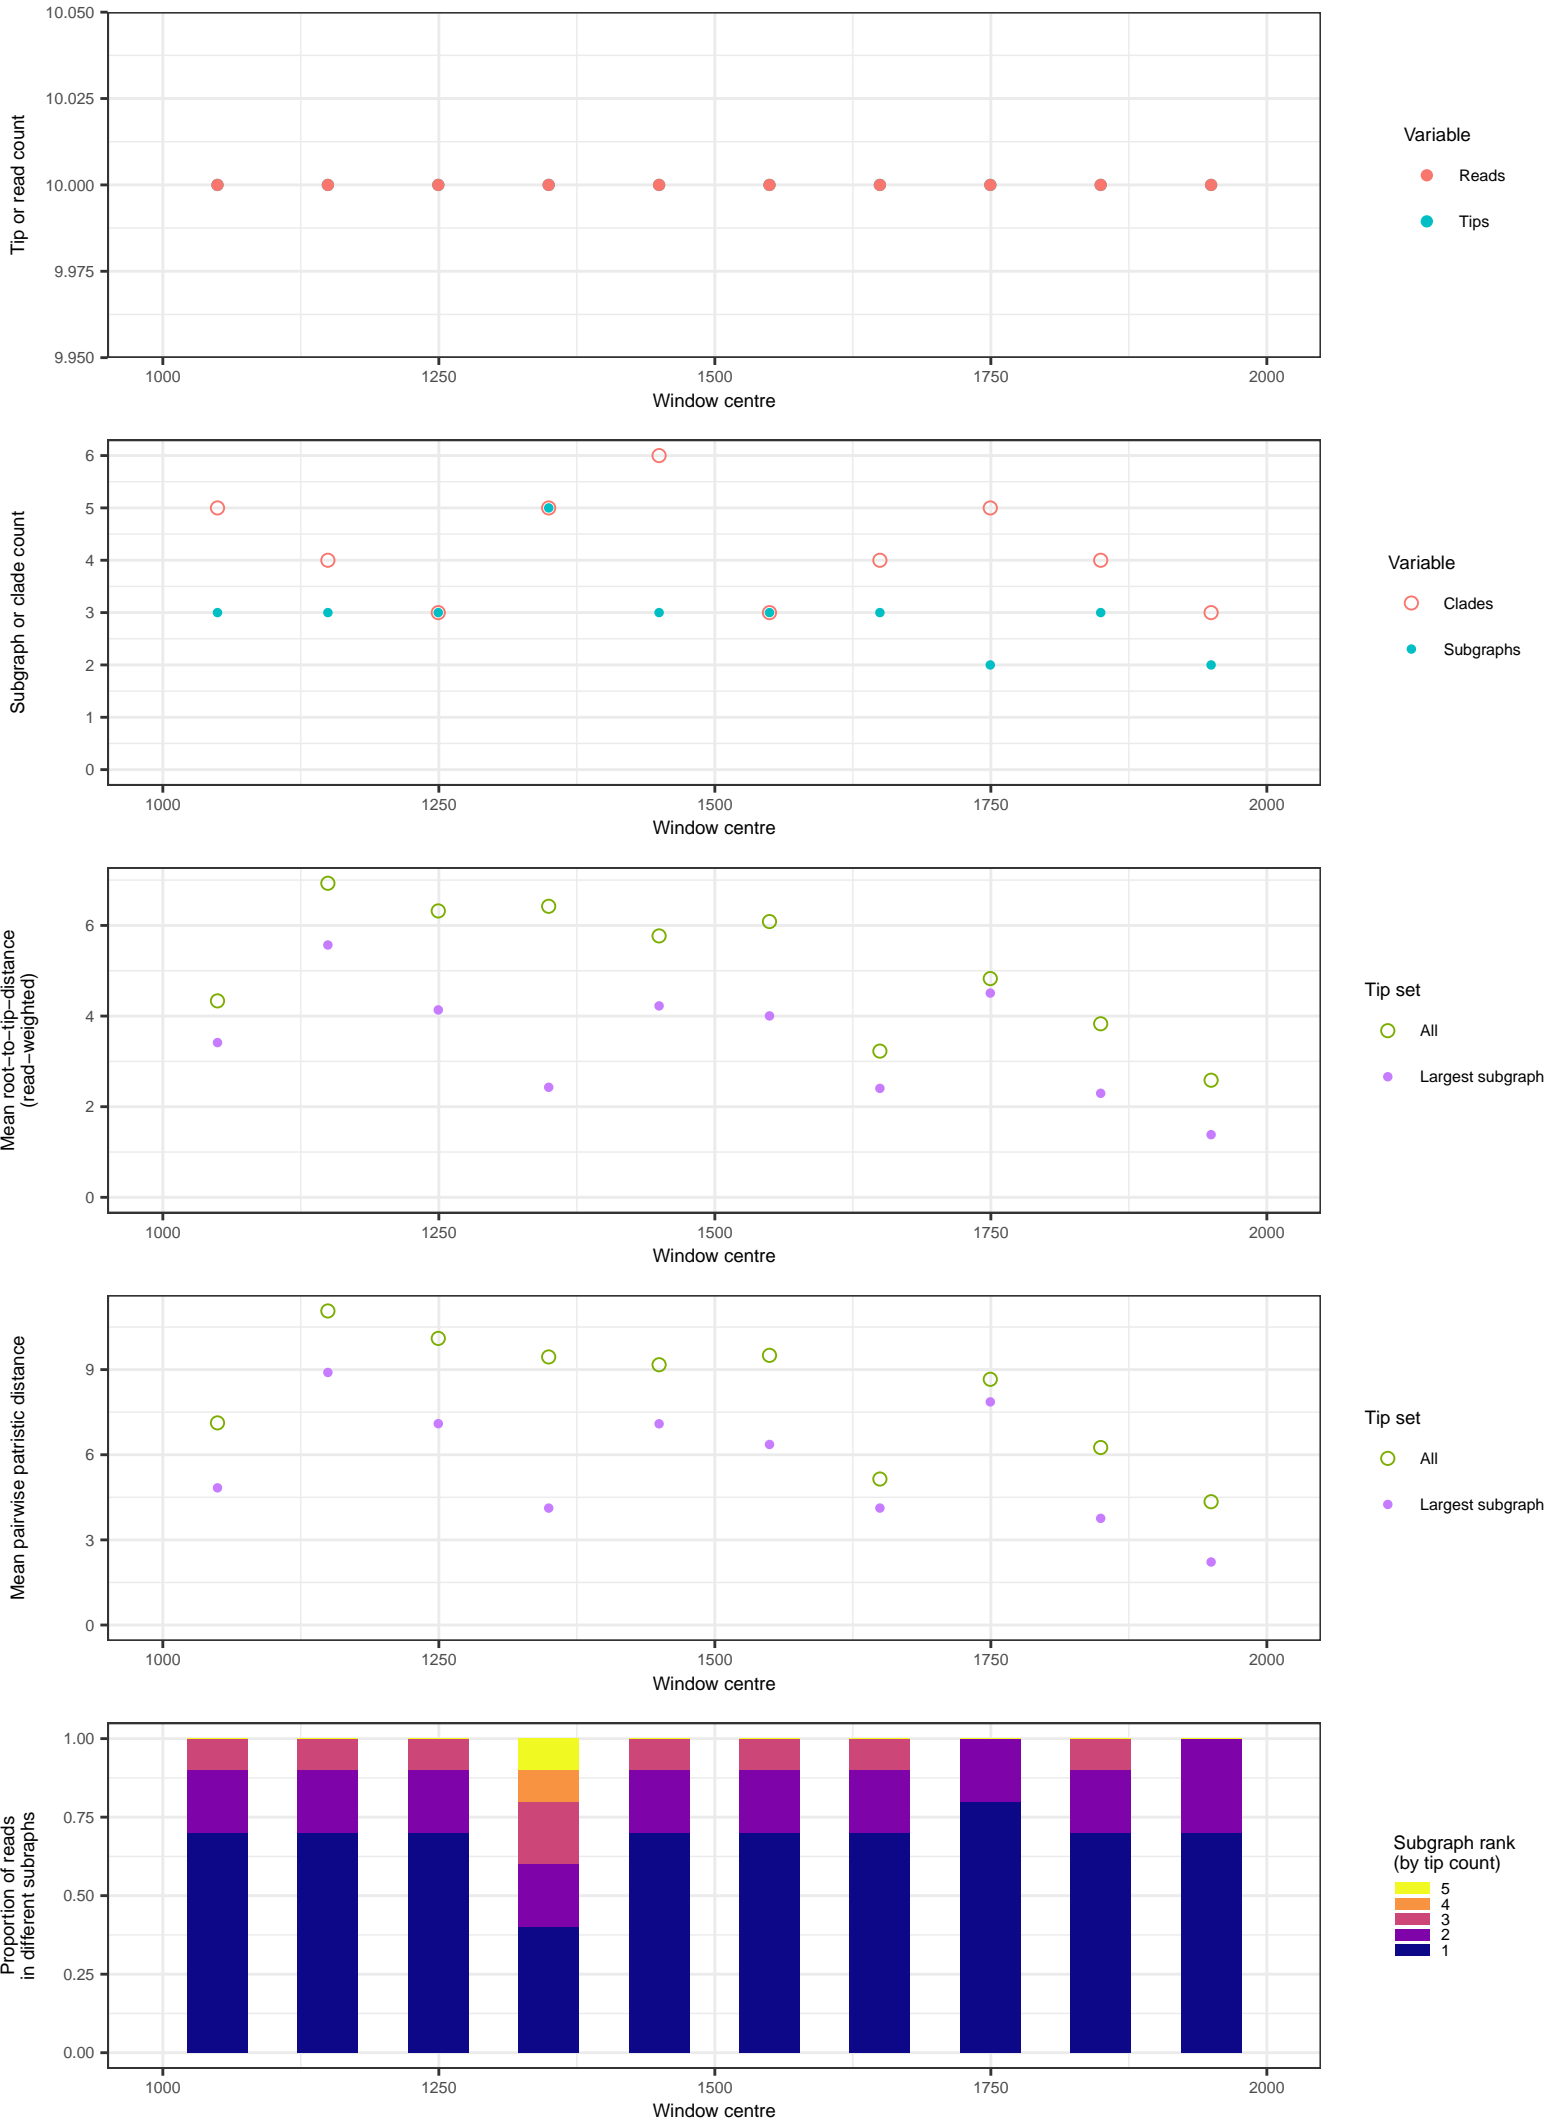 10.050
10.025
10.000
9.975
9.950
Tip or read count
1000 1250 1500 1750 2000
Window centre
Variable
Reads
Tips
6
5
4
3
2
1
0
Subgraph or clade count
1000 1250 1500 1750 2000
Window centre
Variable
Clades
Subgraphs
6
4
2
0
Mean root−to−tip−distance
(read−weighted)
1000 1250 1500 1750 2000
Window centre
Tip set
All
Largest subgraph
9
6
3
0
Mean pairwise patristic distance
1000 1250 1500 1750 2000
Window centre
Tip set
All
Largest subgraph
1.00
0.75
0.50
0.25
0.00
Proportion of reads
in different subraphs
1000 1250 1500 1750 2000
Window centre
Subgraph rank
(by tip count)
5
4
3
2
1